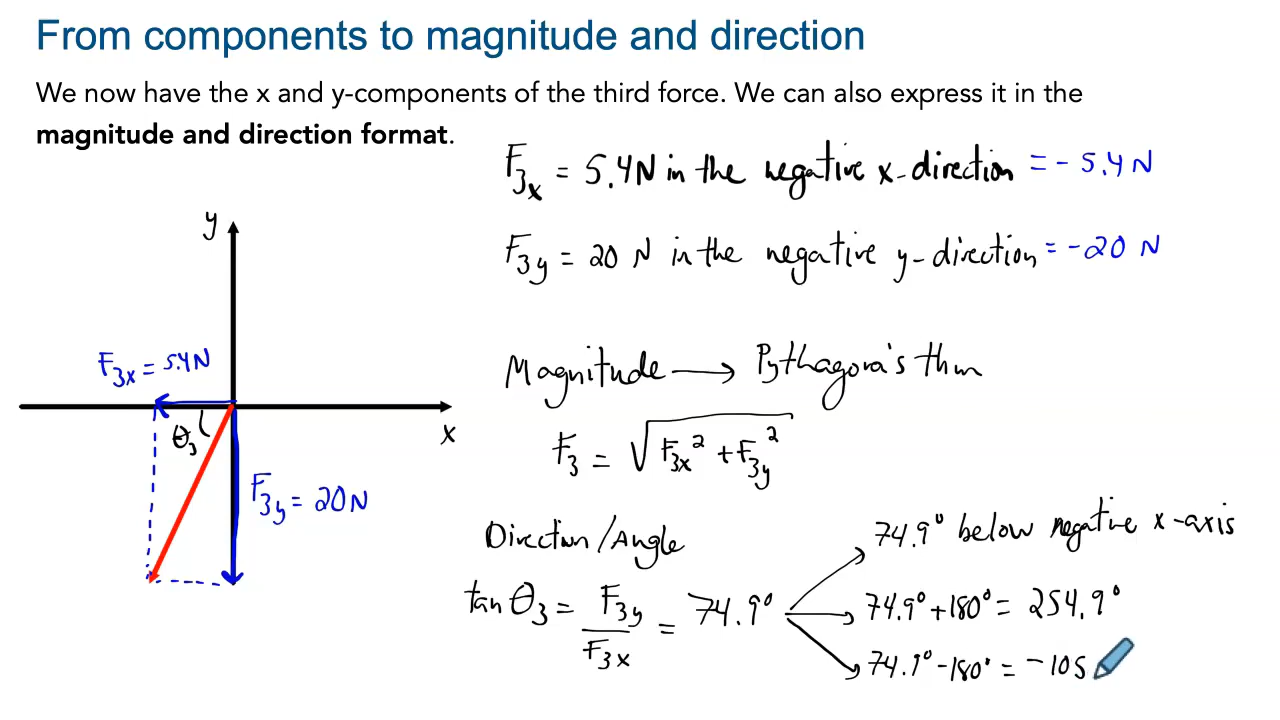 From components to magnitude and direction
We now have the x and y-components of the third force. We can also express it in the
magnitude and direction format.
F₃ₓ = 5.4N in the negative x-direction = - 5.4 N
F₃y = 20 N in the negative y-direction = -20 N
y
F₃ₓ = 5.4N
x
θ₃
F₃y = 20N
Magnitude → Pythagora's thm
F₃ = √(F₃ₓ² + F₃y²)
Direction/Angle
tan θ₃ = F₃y / F₃ₓ = 74.9°
74.9° below negative x-axis
74.9° + 180° = 254.9°
74.9° - 180° = -105